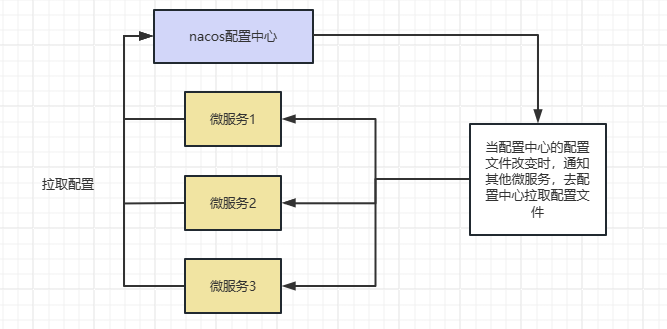 nacos配置中心
微服务1
拉取配置
微服务2
微服务3
当配置中心的配置
文件改变时，通知
其他微服务，去配
置中心拉取配置文
件